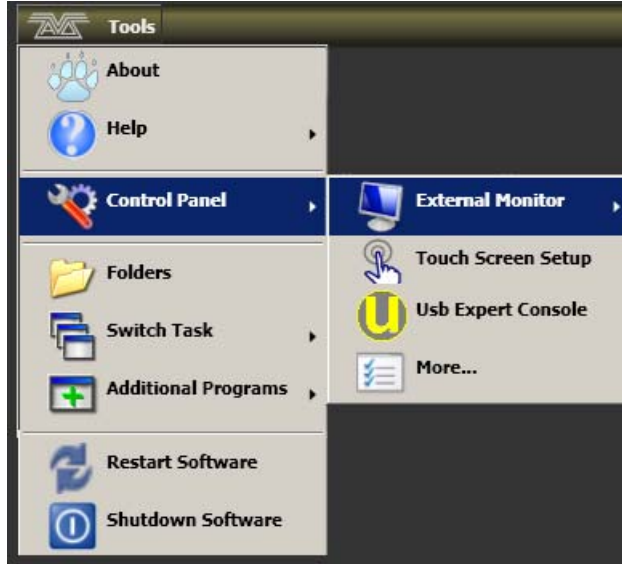 Tools
About
Help
Control Panel
External Monitor
Touch Screen Setup
Usb Expert Console
More...
Folders
Switch Task
Additional Programs
Restart Software
Shutdown Software